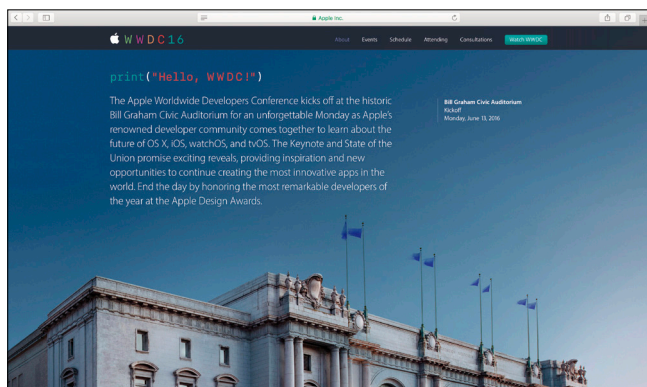 Apple Inc.
WWDC16
About Events Schedule Attending Consultations Watch WWDC
print("Hello, WWDC!")
The Apple Worldwide Developers Conference kicks off at the historic
Bill Graham Civic Auditorium for an unforgettable Monday as Apple's
renowned developer community comes together to learn about the
future of OS X, iOS, watchOS, and tvOS. The Keynote and State of the
Union promise exciting reveals, providing inspiration and new
opportunities to continue creating the most innovative apps in the
world. End the day by honoring the most remarkable developers of
the year at the Apple Design Awards.
Bill Graham Civic Auditorium
Kickoff
Monday, June 13, 2016